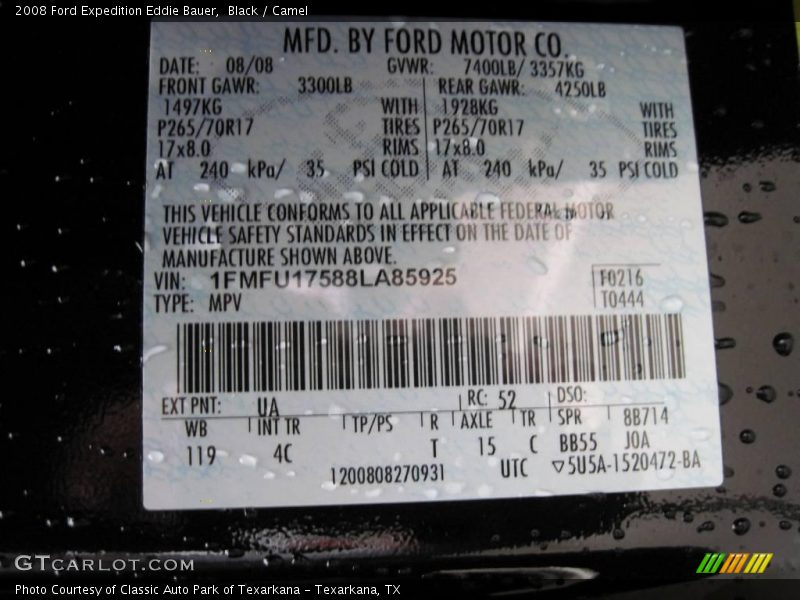 2008 Ford Expedition Eddie Bauer, Black / Camel
MFD. BY FORD MOTOR CO.
DATE: 08/08 GVWR: 7400LB/ 3357KG
FRONT GAWR: 3300LB REAR GAWR: 4250LB
1497KG WITH 1928KG WITH
P265/70R17 TIRES P265/70R17 TIRES
17x8.0 RIMS 17x8.0 RIMS
AT 240 kPa/ 35 PSI COLD AT 240 kPa/ 35 PSI COLD
THIS VEHICLE CONFORMS TO ALL APPLICABLE FEDERAL MOTOR
VEHICLE SAFETY STANDARDS IN EFFECT ON THE DATE OF
MANUFACTURE SHOWN ABOVE.
VIN: 1FMFU17588LA85925 F0216
TYPE: MPV T0444
EXT PNT: UA RC: 52 DSO:
WB INT TR TP/PS R AXLE TR SPR 8B714
119 4C T 15 C BB55 J0A
1200808270931 UTC ▽5U5A-1520472-BA
GTCARLOT.COM
Photo Courtesy of Classic Auto Park of Texarkana - Texarkana, TX